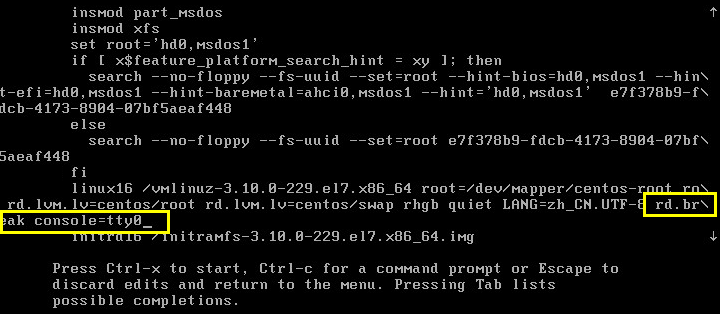 insmod part_msdos
insmod xfs
set root='hd0,msdos1'
if [ x$feature_platform_search_hint = xy ]; then
search --no-floppy --fs-uuid --set=root --hint-bios=hd0,msdos1 --hin\
t-efi=hd0,msdos1 --hint-baremetal=ahci0,msdos1 --hint='hd0,msdos1'  e7f378b9-f\
dcb-4173-8904-07bf5aeaf448
else
search --no-floppy --fs-uuid --set=root e7f378b9-fdcb-4173-8904-07bf\
5aeaf448
fi
linux16 /vmlinuz-3.10.0-229.el7.x86_64 root=/dev/mapper/centos-root ro\
rd.lvm.lv=centos/root rd.lvm.lv=centos/swap rhgb quiet LANG=zh_CN.UTF-8 rd.br\
eak console=tty0_
initrd16 /initramfs-3.10.0-229.el7.x86_64.img
Press Ctrl-x to start, Ctrl-c for a command prompt or Escape to
discard edits and return to the menu. Pressing Tab lists
possible completions.